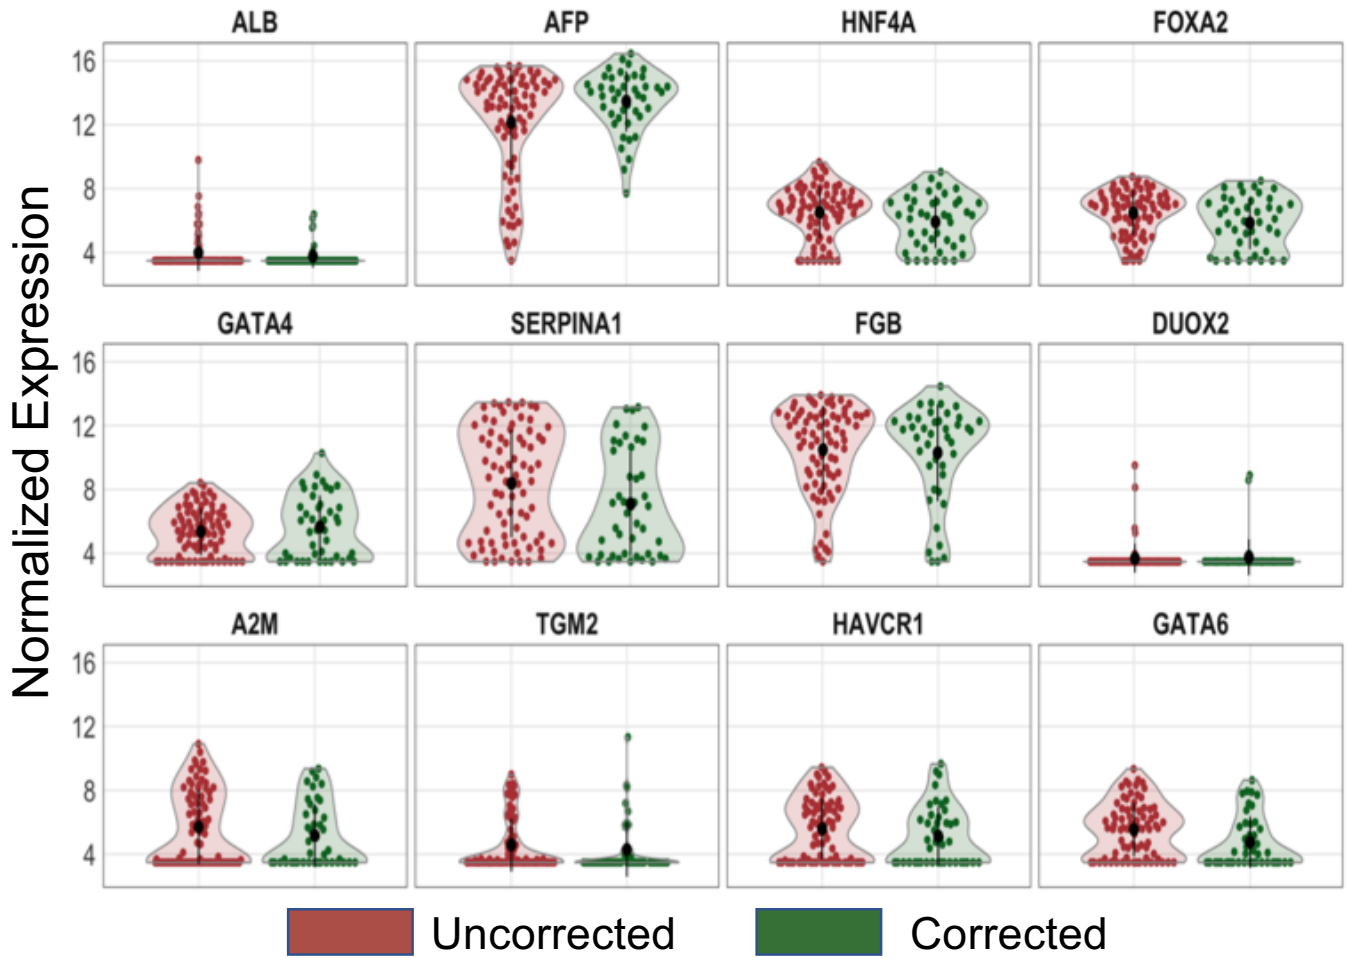 ALB AFP HNF4A FOXA2
16
12
8
4
GATA4 SERPINA1 FGB DUOX2
16
12
8
4
A2M TGM2 HAVCR1 GATA6
16
12
8
4
Normalized Expression
Uncorrected Corrected